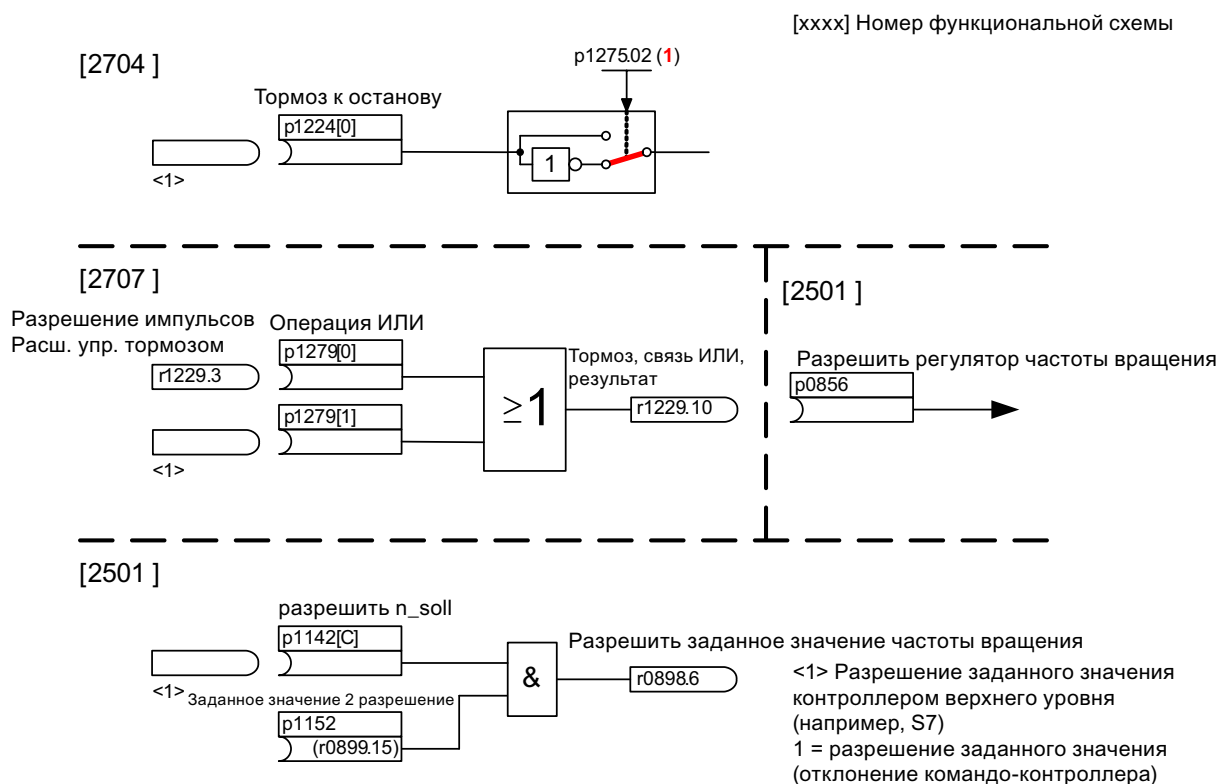 [xxxx] Номер функциональной схемы
[2704 ]
p1275.02 (1)
Тормоз к останову
p1224[0]
1
<1>
[2707 ]
[2501 ]
Разрешение импульсов
Расш. упр. тормозом
Операция ИЛИ
p1279[0]
r1229.3
Тормоз, связь ИЛИ,
результат
≥1
r1229.10
p1279[1]
<1>
Разрешить регулятор частоты вращения
p0856
[2501 ]
разрешить n_soll
p1142[C]
<1>
Заданное значение 2 разрешение
p1152
(r0899.15)
&
Разрешить заданное значение частоты вращения
r0898.6
<1> Разрешение заданного значения
контроллером верхнего уровня
(например, S7)
1 = разрешение заданного значения
(отклонение командо-контроллера)